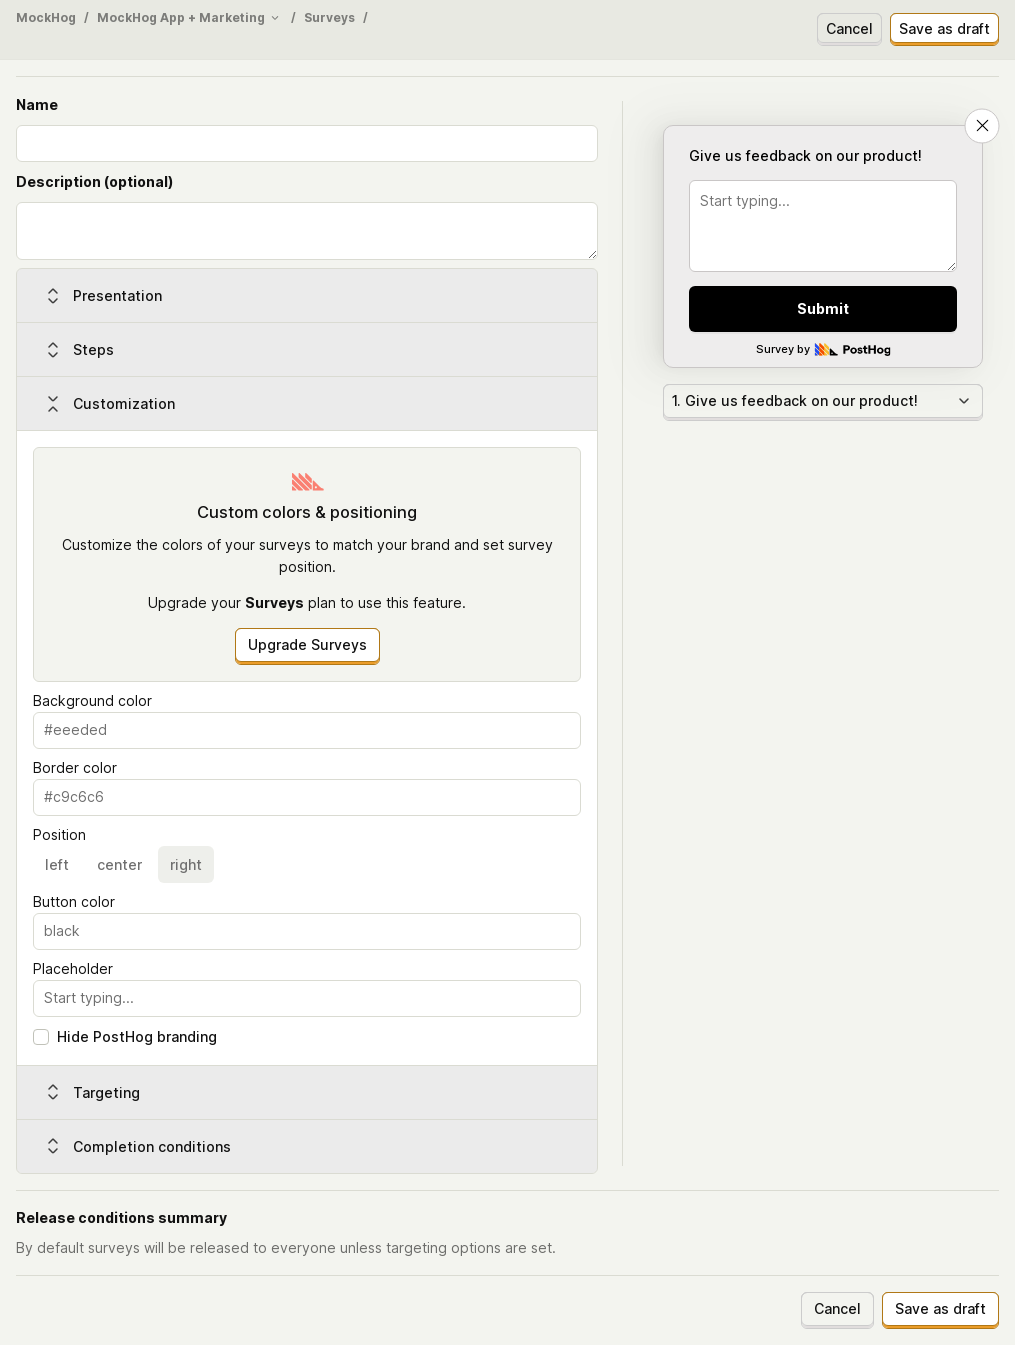 MockHog / MockHog App + Marketing / Surveys /
Cancel
Save as draft
Name
Description (optional)
Presentation
Steps
Customization
Custom colors & positioning
Customize the colors of your surveys to match your brand and set survey
position.
Upgrade your Surveys plan to use this feature.
Upgrade Surveys
Background color
#eeeded
Border color
#c9c6c6
Position
left center right
Button color
black
Placeholder
Start typing...
Hide PostHog branding
Targeting
Completion conditions
Give us feedback on our product!
Start typing...
Submit
Survey by PostHog
1. Give us feedback on our product!
Release conditions summary
By default surveys will be released to everyone unless targeting options are set.
Cancel
Save as draft